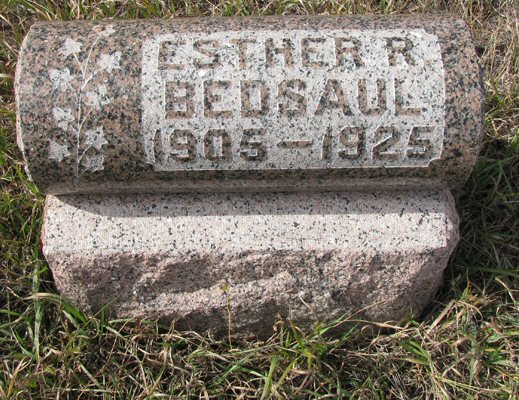 ESTHER R.
BEDSAUL
1905 – 1925